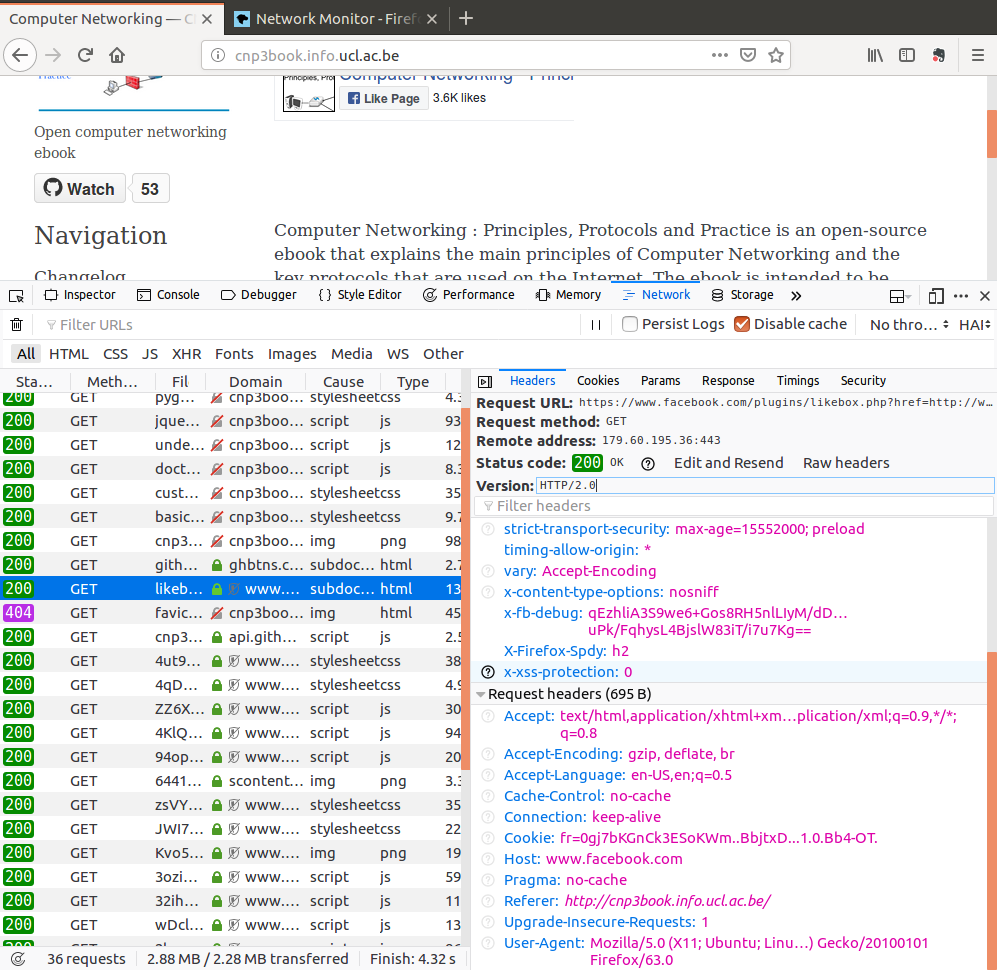 Computer Networking — C
Network Monitor - Firef
cnp3book.info.ucl.ac.be
Practice
Principles, Pro
Computer Networking - Princ
Like Page
3.6K likes
Open computer networking
ebook
Watch
53
Navigation
Changelog
Computer Networking : Principles, Protocols and Practice is an open-source
ebook that explains the main principles of Computer Networking and the
key protocols that are used on the Internet. The ebook is intended to be
Inspector Console Debugger { } Style Editor Performance Memory Network Storage »
Filter URLs
Persist Logs Disable cache No thro... HAI
All HTML CSS JS XHR Fonts Images Media WS Other
Sta... Meth... Fil Domain Cause Type
200 GET pyg... cnp3boo... stylesheetcss 4.3
200 GET jque... cnp3boo... script js 93
200 GET unde... cnp3boo... script js 12
200 GET doct... cnp3boo... script js 8.3
200 GET cust... cnp3boo... stylesheetcss 35
200 GET basic... cnp3boo... stylesheetcss 9.7
200 GET cnp3... cnp3boo... img png 98
200 GET gith... ghbtns.c... subdoc... html 2.7
200 GET likeb... www.... subdoc... html 13
404 GET favic... cnp3boo... img html 45
200 GET cnp3... api.gith... script js 2.5
200 GET 4ut9... www.... stylesheetcss 38
200 GET 4qD... www.... stylesheetcss 4.9
200 GET ZZ6X... www.... script js 30
200 GET 4KlQ... www.... script js 94
200 GET 94op... www.... script js 20
200 GET 6441... scontent... img png 3.3
200 GET zsVY... www.... stylesheetcss 35
200 GET JWI7... www.... stylesheetcss 22
200 GET Kvo5... www.... img png 19
200 GET 3ozi... www.... script js 59
200 GET 32ih... www.... script js 11
200 GET wDcl... www.... script js 13
36 requests 2.88 MB / 2.28 MB transferred Finish: 4.32 s
Headers Cookies Params Response Timings Security
Request URL: https://www.facebook.com/plugins/likebox.php?href=http://w...
Request method: GET
Remote address: 179.60.195.36:443
Status code: 200 OK Edit and Resend Raw headers
Version: HTTP/2.0
Filter headers
strict-transport-security: max-age=15552000; preload
timing-allow-origin: *
vary: Accept-Encoding
x-content-type-options: nosniff
x-fb-debug: qEzhliA3S9we6+Gos8RH5nlLIyM/dD...
uPk/FqhysL4BjslW83iT/i7u7Kg==
X-Firefox-Spdy: h2
x-xss-protection: 0
Request headers (695 B)
Accept: text/html,application/xhtml+xm...plication/xml;q=0.9,*/*;
q=0.8
Accept-Encoding: gzip, deflate, br
Accept-Language: en-US,en;q=0.5
Cache-Control: no-cache
Connection: keep-alive
Cookie: fr=0gj7bKGnCk3ESoKWm..BbjtxD...1.0.Bb4-OT.
Host: www.facebook.com
Pragma: no-cache
Referer: http://cnp3book.info.ucl.ac.be/
Upgrade-Insecure-Requests: 1
User-Agent: Mozilla/5.0 (X11; Ubuntu; Linu...) Gecko/20100101
Firefox/63.0